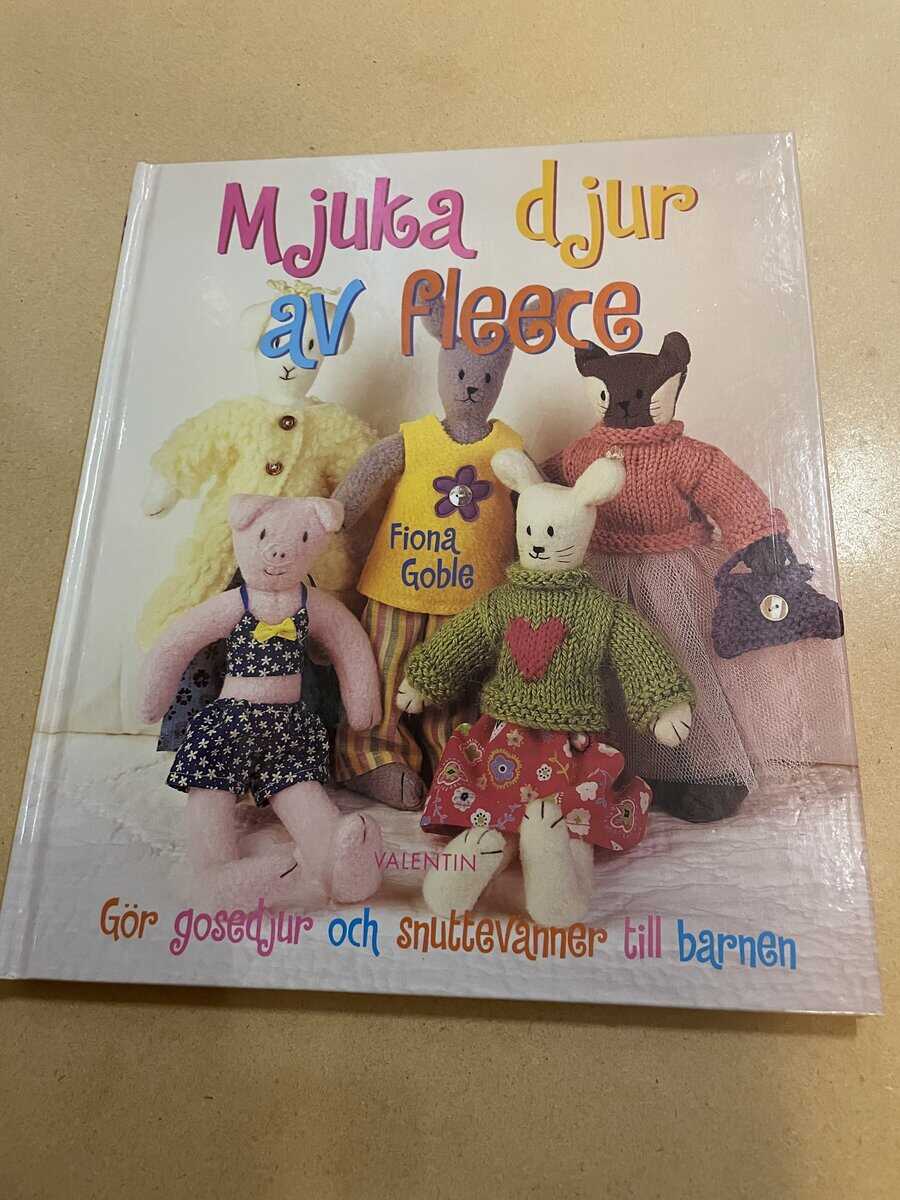 Mjuka djur
av fleece
Fiona
Goble
VALENTIN
Gör gosedjur och snuttevänner till barnen